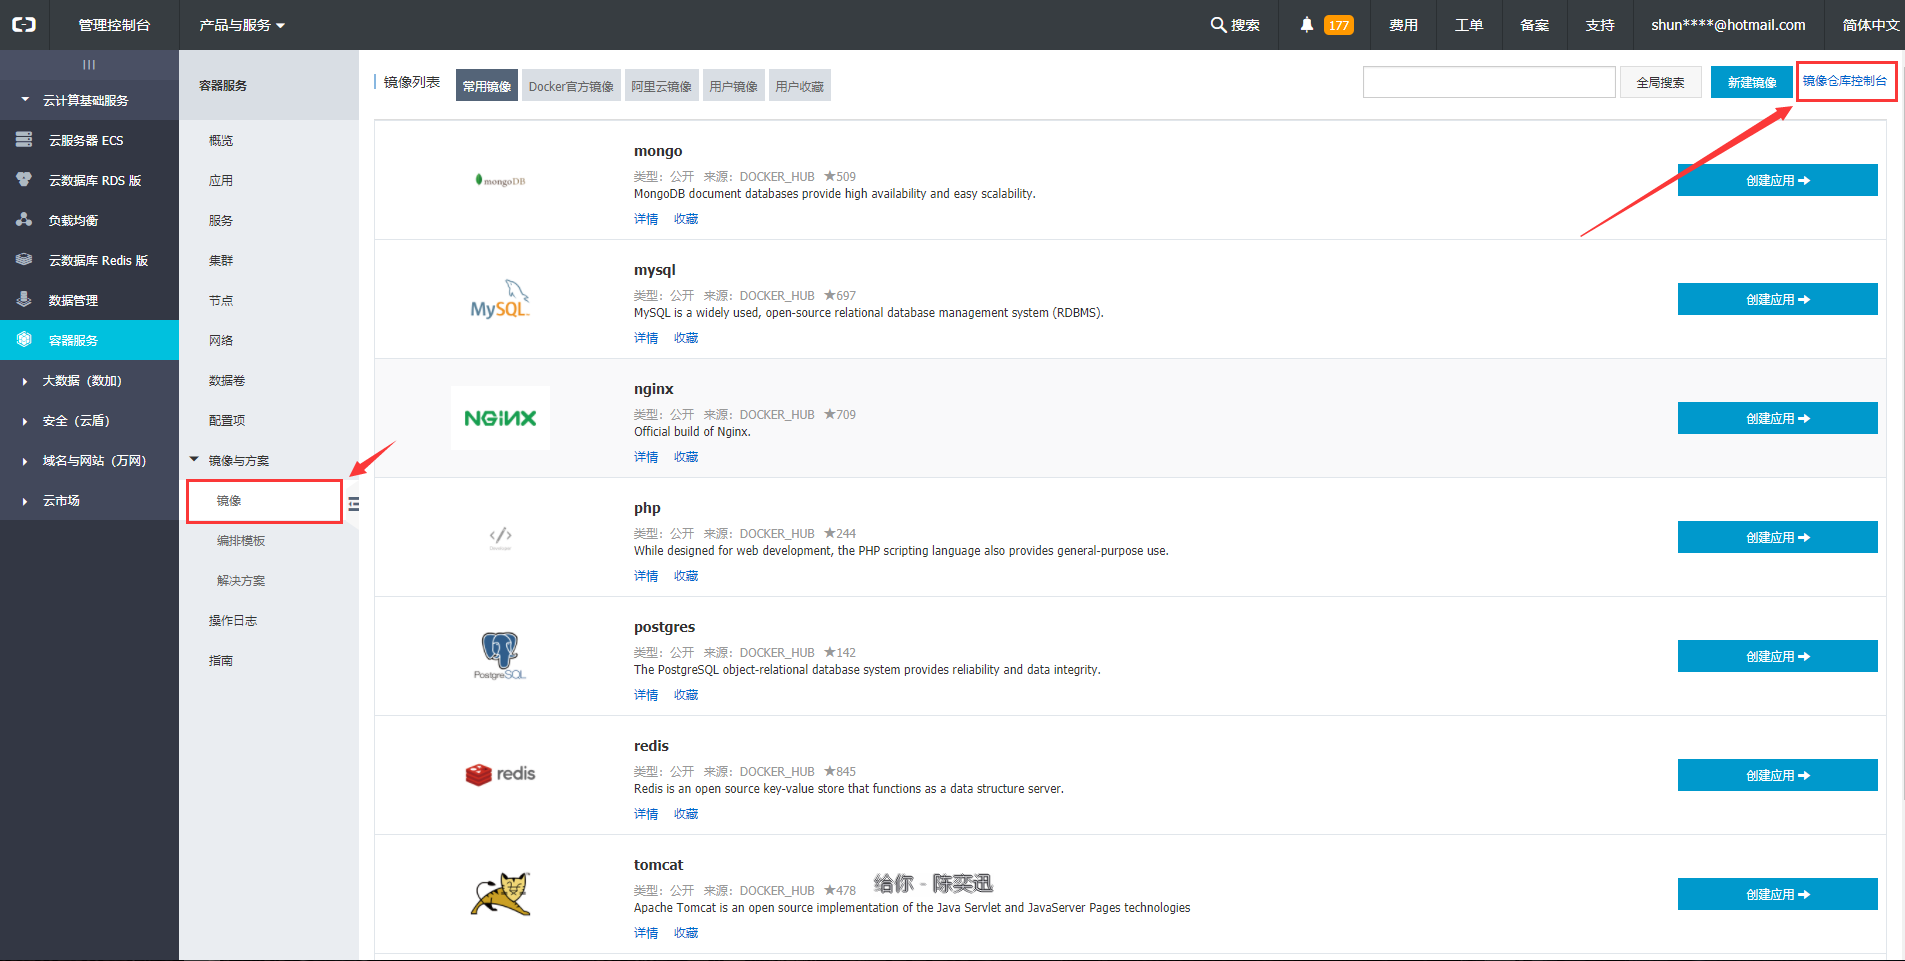 管理控制台 产品与服务 搜索 177 费用 工单 备案 支持 shun****@hotmail.com 简体中文
云计算基础服务
云服务器 ECS
云数据库 RDS 版
负载均衡
云数据库 Redis 版
数据管理
容器服务
大数据（数加）
安全（云盾）
域名与网站（万网）
云市场
容器服务
概览
应用
服务
集群
节点
网络
数据卷
配置项
镜像与方案
镜像
编排模板
解决方案
操作日志
指南
镜像列表 常用镜像 Docker官方镜像 阿里云镜像 用户镜像 用户收藏 全局搜索 新建镜像 镜像仓库控制台
mongoDB
mongo
类型：公开 来源：DOCKER_HUB ★509
MongoDB document databases provide high availability and easy scalability.
详情 收藏
创建应用
MySQL
mysql
类型：公开 来源：DOCKER_HUB ★697
MySQL is a widely used, open-source relational database management system (RDBMS).
详情 收藏
创建应用
NGINX
nginx
类型：公开 来源：DOCKER_HUB ★709
Official build of Nginx.
详情 收藏
创建应用
php
类型：公开 来源：DOCKER_HUB ★244
While designed for web development, the PHP scripting language also provides general-purpose use.
详情 收藏
创建应用
PostgreSQL
postgres
类型：公开 来源：DOCKER_HUB ★142
The PostgreSQL object-relational database system provides reliability and data integrity.
详情 收藏
创建应用
redis
redis
类型：公开 来源：DOCKER_HUB ★845
Redis is an open source key-value store that functions as a data structure server.
详情 收藏
创建应用
tomcat
类型：公开 来源：DOCKER_HUB ★478
给你 - 陈奕迅
Apache Tomcat is an open source implementation of the Java Servlet and JavaServer Pages technologies
详情 收藏
创建应用